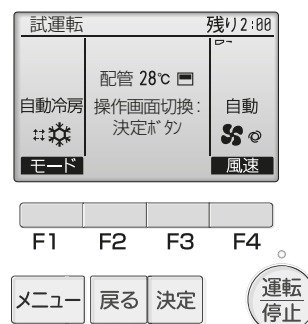 試運転 残り2:00
配管 28℃
自動冷房 操作画面切換: 自動
決定ボタン
モード 風速
F1 F2 F3 F4
メニュー 戻る 決定 運転
停止